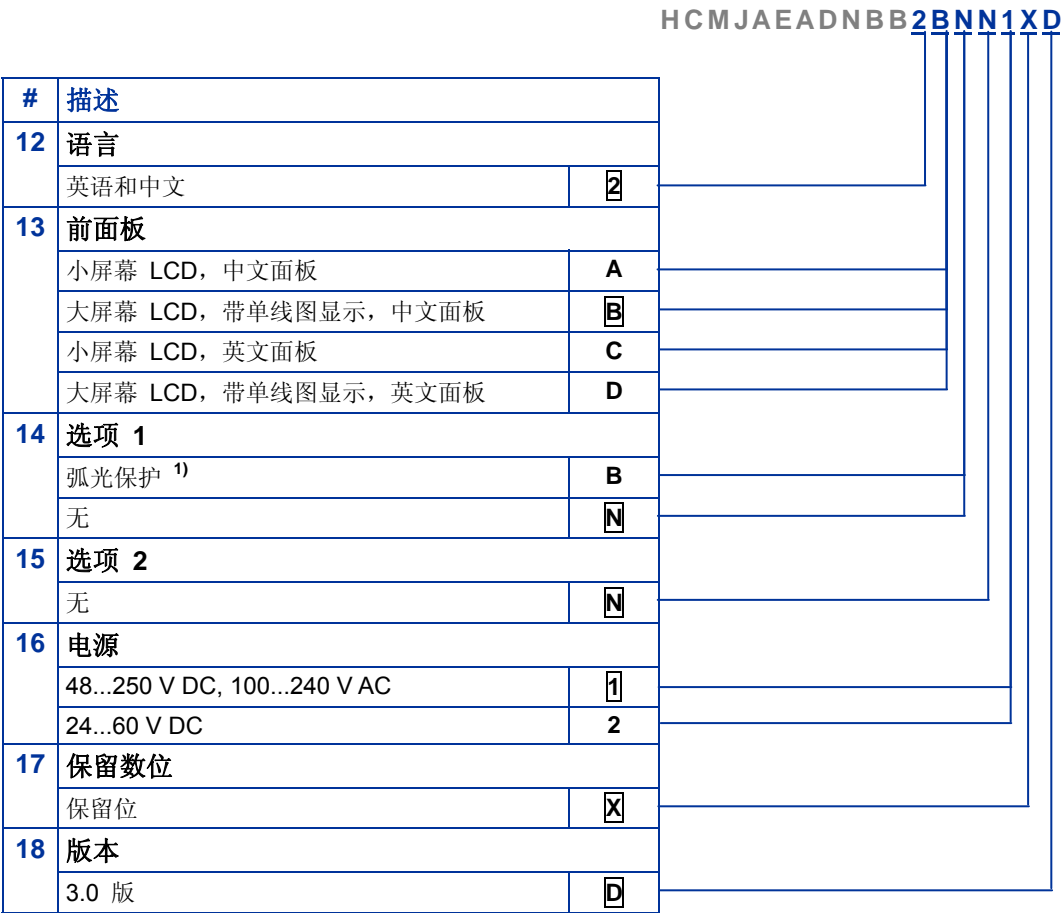 HCMJAEADNBB2BNN1XD
# 描述
12 语言
英语和中文 2
13 前面板
小屏幕 LCD，中文面板 A
大屏幕 LCD，带单线图显示，中文面板 B
小屏幕 LCD，英文面板 C
大屏幕 LCD，带单线图显示，英文面板 D
14 选项 1
弧光保护 1) B
无 N
15 选项 2
无 N
16 电源
48...250 V DC, 100...240 V AC 1
24...60 V DC 2
17 保留数位
保留位 X
18 版本
3.0 版 D